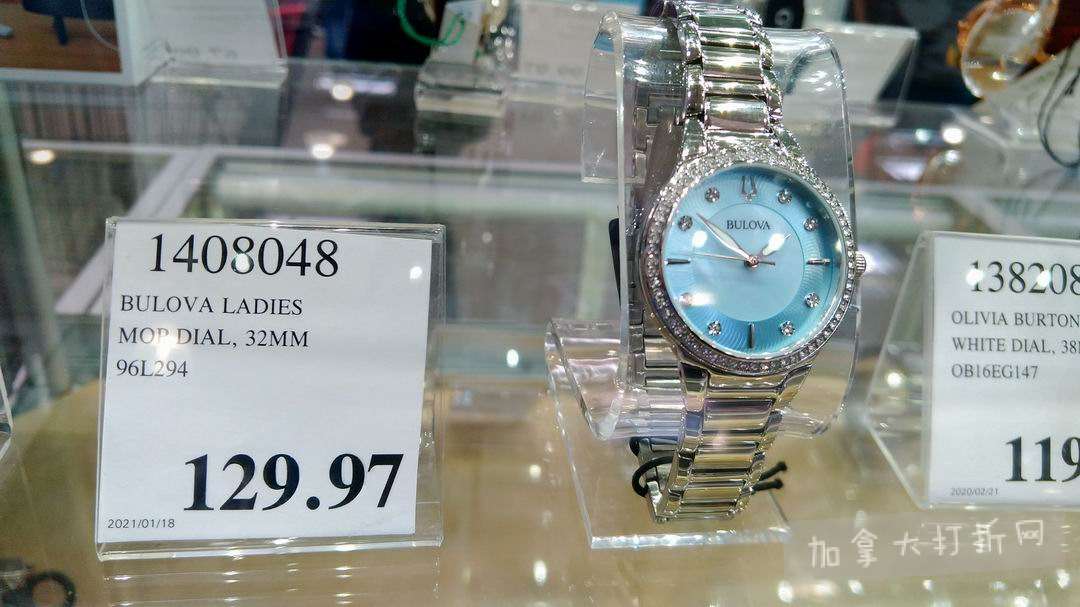 1408048
BULOVA LADIES
MOP DIAL, 32MM
96L294
129.97
2021/01/18
BULOVA
138208
OLIVIA BURTON
WHITE DIAL, 38
OB16EG147
119
2020/02/21
加拿大打折网